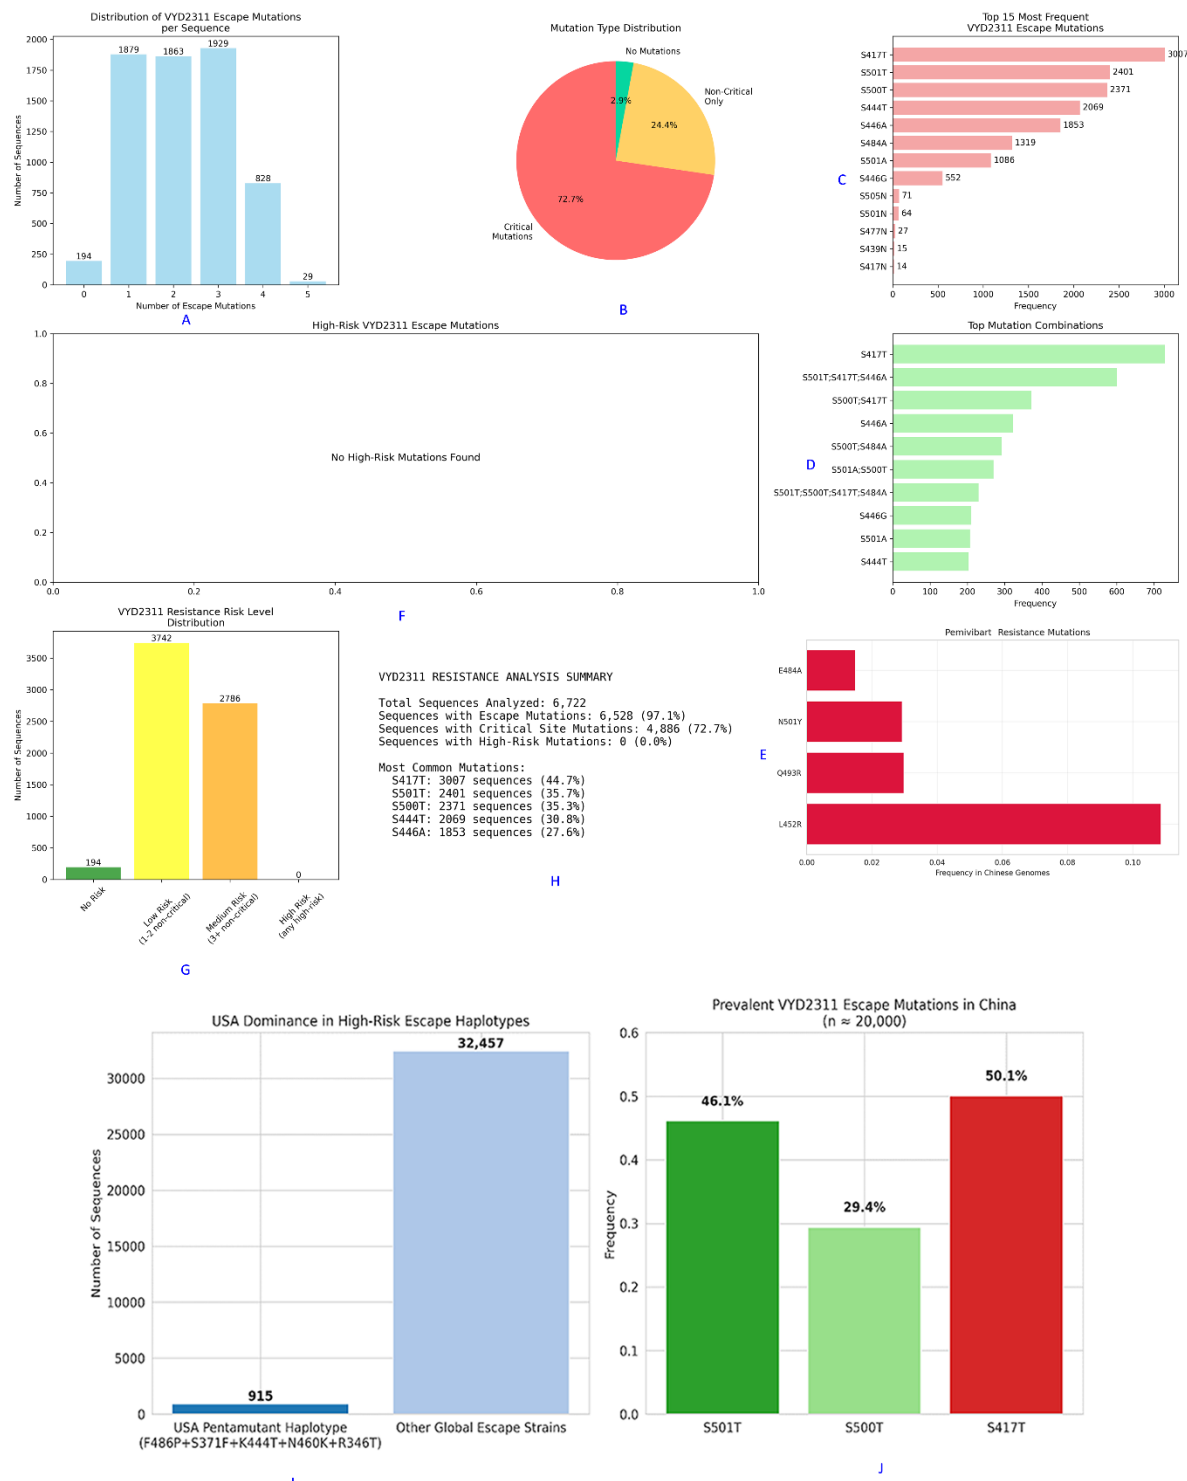 Distribution of VYD2311 Escape Mutations
per Sequence
2000
1750
1500
1250
1000
750
500
250
0
Number of Sequences
194
1879
1863
1929
828
29
0 1 2 3 4 5
Number of Escape Mutations
A
Mutation Type Distribution
No Mutations
2.9%
Non-Critical
Only
24.4%
72.7%
Critical
Mutations
B
Top 15 Most Frequent
VYD2311 Escape Mutations
S417T 3007
S501T 2401
S500T 2371
S444T 2069
S446A 1853
S484A 1319
S501A 1086
S446G 552
S505N 71
S501N 64
S477N 27
S439N 15
S417N 14
0 500 1000 1500 2000 2500 3000
Frequency
C
High-Risk VYD2311 Escape Mutations
1.0
0.8
0.6
0.4
0.2
0.0
No High-Risk Mutations Found
0.0 0.2 0.4 0.6 0.8 1.0
F
Top Mutation Combinations
S417T
S501T;S417T;S446A
S500T;S417T
S446A
S500T;S484A
S501A;S500T
S501T;S500T;S417T;S484A
S446G
S501A
S444T
0 100 200 300 400 500 600 700
Frequency
D
VYD2311 Resistance Risk Level
Distribution
3500
3000
2500
2000
1500
1000
500
0
Number of Sequences
194
3742
2786
0
No Risk
Low Risk
(1-2 non-critical)
Medium Risk
(3+ non-critical)
High Risk
(any high-risk)
G
VYD2311 RESISTANCE ANALYSIS SUMMARY
Total Sequences Analyzed: 6,722
Sequences with Escape Mutations: 6,528 (97.1%)
Sequences with Critical Site Mutations: 4,886 (72.7%)
Sequences with High-Risk Mutations: 0 (0.0%)
Most Common Mutations:
S417T: 3007 sequences (44.7%)
S501T: 2401 sequences (35.7%)
S500T: 2371 sequences (35.3%)
S444T: 2069 sequences (30.8%)
S446A: 1853 sequences (27.6%)
H
Pemivibart Resistance Mutations
E484A
N501Y
Q493R
L452R
0.00 0.02 0.04 0.06 0.08 0.10
Frequency in Chinese Genomes
E
USA Dominance in High-Risk Escape Haplotypes
30000
25000
20000
15000
10000
5000
0
Number of Sequences
915
32,457
USA Pentamutant Haplotype
(F486P+S371F+K444T+N460K+R346T)
Other Global Escape Strains
Prevalent VYD2311 Escape Mutations in China
(n ≈ 20,000)
0.6
0.5
0.4
0.3
0.2
0.1
0.0
Frequency
46.1%
29.4%
50.1%
S501T S500T S417T
J